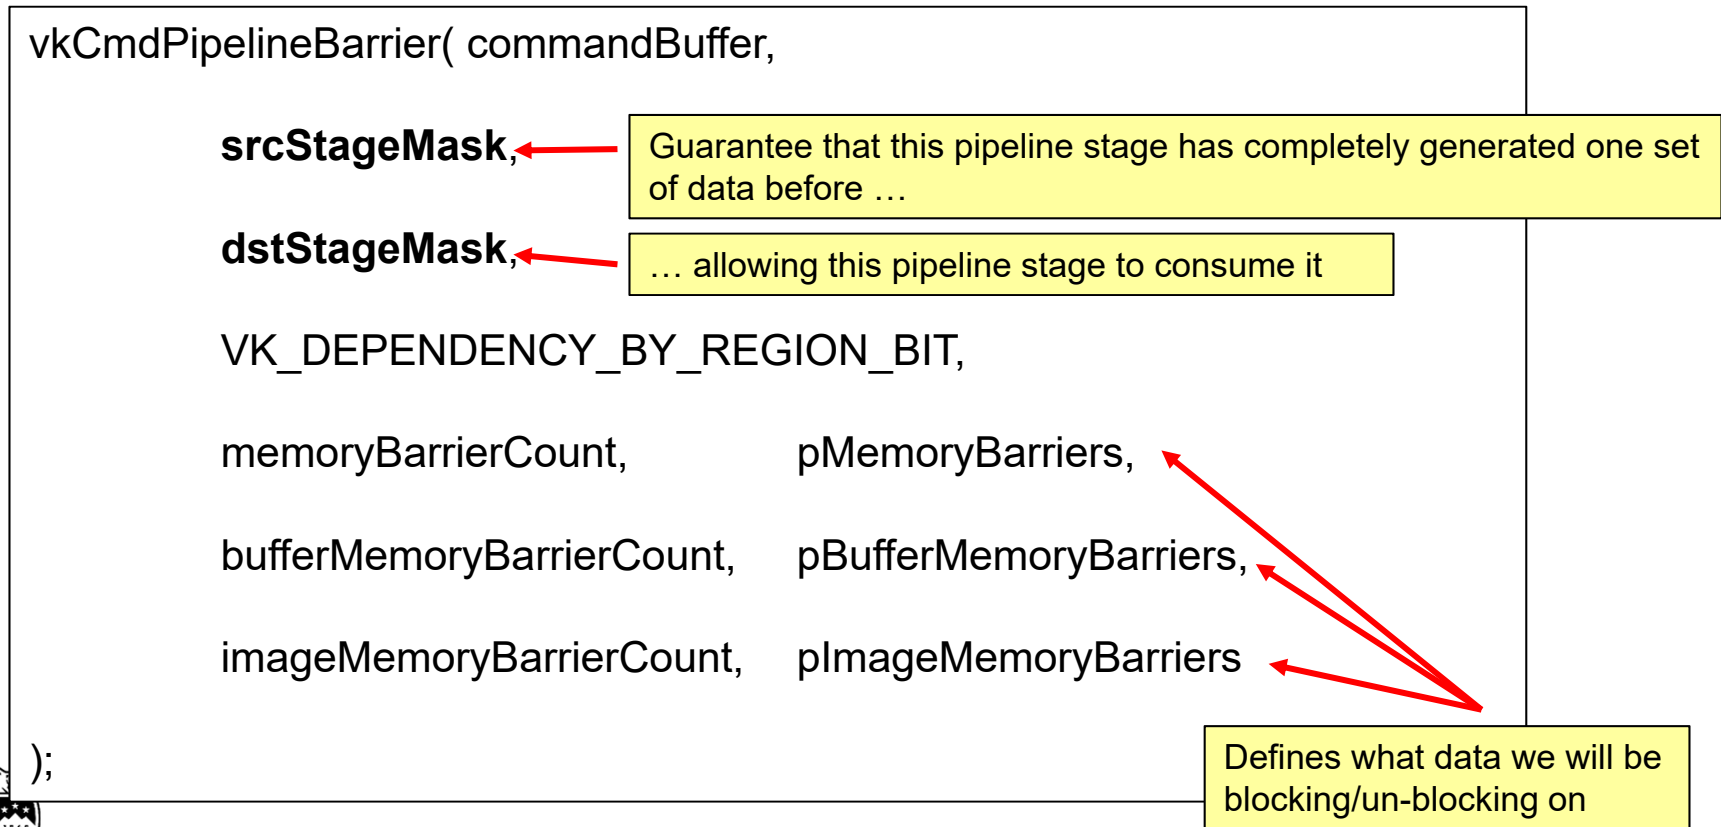 vkCmdPipelineBarrier( commandBuffer,
srcStageMask,
Guarantee that this pipeline stage has completely generated one set
of data before …
dstStageMask,
… allowing this pipeline stage to consume it
VK_DEPENDENCY_BY_REGION_BIT,
memoryBarrierCount, pMemoryBarriers,
bufferMemoryBarrierCount, pBufferMemoryBarriers,
imageMemoryBarrierCount, pImageMemoryBarriers
);
Defines what data we will be
blocking/un-blocking on